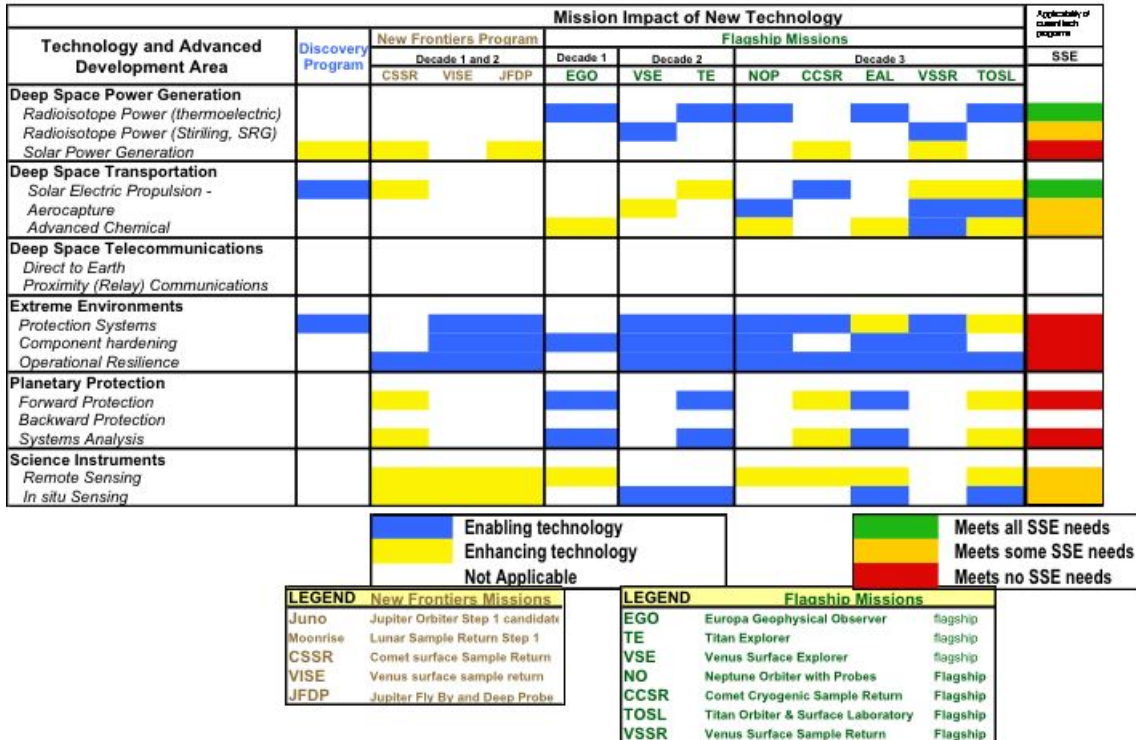 Mission Impact of New Technology
Applicability of
current tech
programs
Technology and Advanced
Development Area
Discovery
Program
New Frontiers Program
Flagship Missions
SSE
Decade 1 and 2
Decade 1
Decade 2
Decade 3
CSSR VISE JFDP EGO VSE TE NOP CCSR EAL VSSR TOSL
Deep Space Power Generation
Radioisotope Power (thermoelectric)
Radioisotope Power (Stiriling, SRG)
Solar Power Generation
Deep Space Transportation
Solar Electric Propulsion -
Aerocapture
Advanced Chemical
Deep Space Telecommunications
Direct to Earth
Proximity (Relay) Communications
Extreme Environments
Protection Systems
Component hardening
Operational Resilience
Planetary Protection
Forward Protection
Backward Protection
Systems Analysis
Science Instruments
Remote Sensing
In situ Sensing
Enabling technology
Enhancing technology
Not Applicable
Meets all SSE needs
Meets some SSE needs
Meets no SSE needs
LEGEND New Frontiers Missions
Juno Jupiter Orbiter Step 1 candidate
Moonrise Lunar Sample Return Step 1
CSSR Comet surface Sample Return
VISE Venus surface sample return
JFDP Jupiter Fly By and Deep Probe
LEGEND Flagship Missions
EGO Europa Geophysical Observer flagship
TE Titan Explorer flagship
VSE Venus Surface Explorer flagship
NO Neptune Orbiter with Probes Flagship
CCSR Comet Cryogenic Sample Return Flagship
TOSL Titan Orbiter & Surface Laboratory Flagship
VSSR Venus Surface Sample Return Flagship